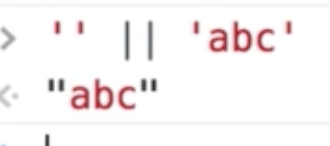 > '' || 'abc'
<· "abc"